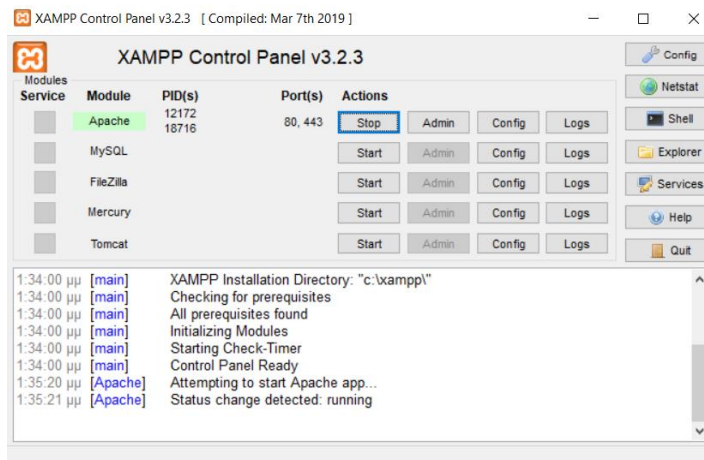 XAMPP Control Panel v3.2.3 [ Compiled: Mar 7th 2019 ]
XAMPP Control Panel v3.2.3
Config
Modules
Service Module PID(s) Port(s) Actions
Netstat
Apache 12172 18716 80, 443 Stop Admin Config Logs
Shell
MySQL Start Admin Config Logs
Explorer
FileZilla Start Admin Config Logs
Services
Mercury Start Admin Config Logs
Help
Tomcat Start Admin Config Logs
Quit
1:34:00 μμ [main] XAMPP Installation Directory: "c:\xampp\"
1:34:00 μμ [main] Checking for prerequisites
1:34:00 μμ [main] All prerequisites found
1:34:00 μμ [main] Initializing Modules
1:34:00 μμ [main] Starting Check-Timer
1:34:00 μμ [main] Control Panel Ready
1:35:20 μμ [Apache] Attempting to start Apache app...
1:35:21 μμ [Apache] Status change detected: running